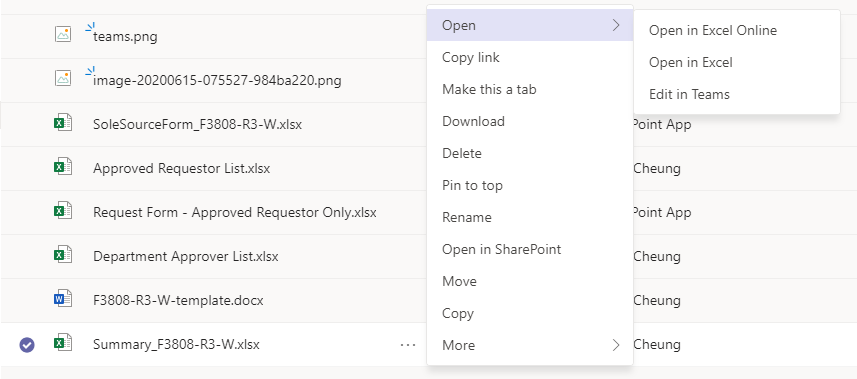 teams.png
image-20200615-075527-984ba220.png
SoleSourceForm_F3808-R3-W.xlsx
Point App
Approved Requestor List.xlsx
Cheung
Request Form - Approved Requestor Only.xlsx
Point App
Department Approver List.xlsx
Cheung
F3808-R3-W-template.docx
Cheung
Summary_F3808-R3-W.xlsx
...
Cheung
Open
Copy link
Make this a tab
Download
Delete
Pin to top
Rename
Open in SharePoint
Move
Copy
More
Open in Excel Online
Open in Excel
Edit in Teams